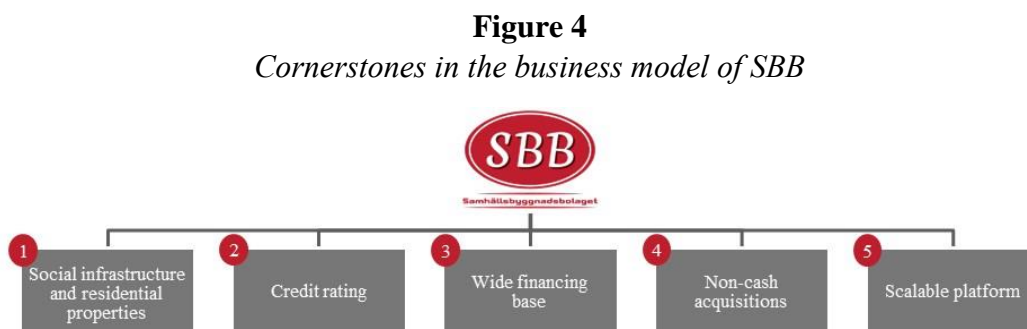 Figure 4
Cornerstones in the business model of SBB
SBB
Samhällsbyggnadsbolaget
1
Social infrastructure
and residential
properties
2
Credit rating
3
Wide financing
base
4
Non-cash
acquisitions
5
Scalable platform